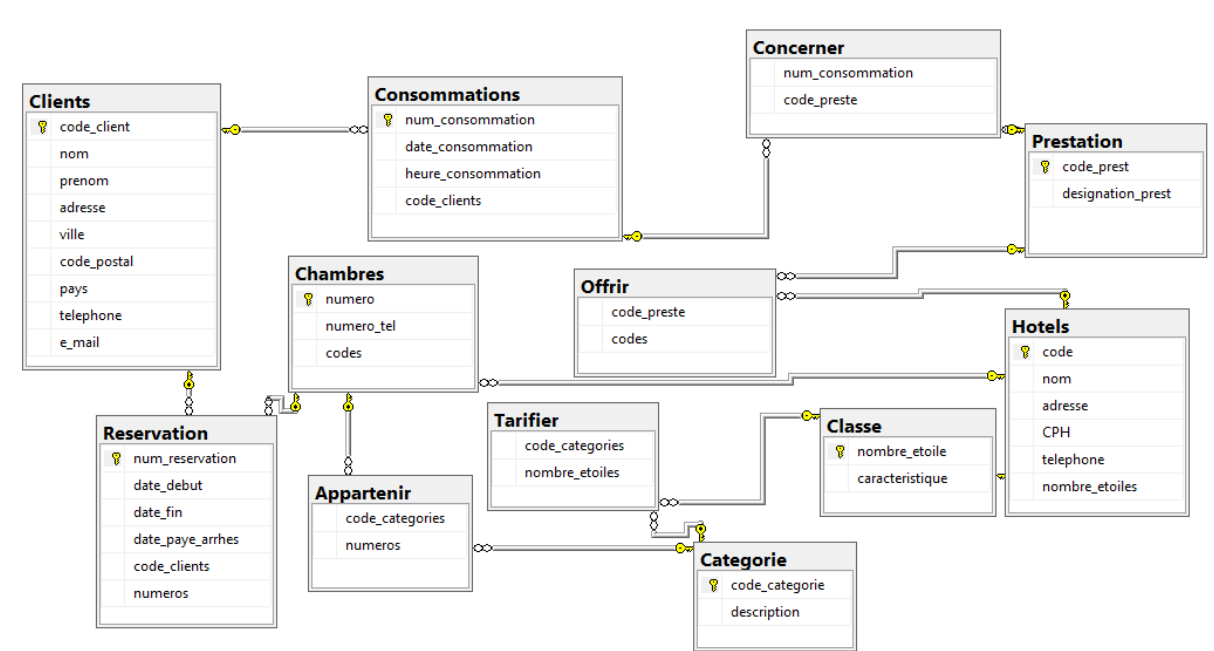 Concerner
num_consommation
code_preste
Clients
code_client
nom
prenom
adresse
ville
code_postal
pays
telephone
e_mail
Consommations
num_consommation
date_consommation
heure_consommation
code_clients
Prestation
code_prest
designation_prest
Chambres
numero
numero_tel
codes
Offrir
code_preste
codes
Hotels
code
nom
adresse
CPH
telephone
nombre_etoiles
Reservation
num_reservation
date_debut
date_fin
date_paye_arrhes
code_clients
numeros
Tarifier
code_categories
nombre_etoiles
Classe
nombre_etoile
caracteristique
Appartenir
code_categories
numeros
Categorie
code_categorie
description